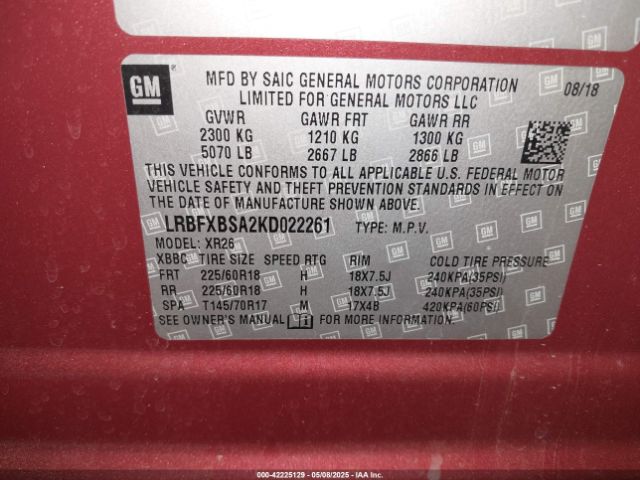 GM
MFD BY SAIC GENERAL MOTORS CORPORATION
LIMITED FOR GENERAL MOTORS LLC
08/18
GVWR GAWR FRT GAWR RR
2300 KG 1210 KG 1300 KG
5070 LB 2667 LB 2866 LB
THIS VEHICLE CONFORMS TO ALL APPLICABLE U.S. FEDERAL MOTOR
VEHICLE SAFETY AND THEFT PREVENTION STANDARDS IN EFFECT ON
THE DATE OF MANUFACTURE SHOWN ABOVE.
LRBFXBSA2KD022261 TYPE: M.P.V.
MODEL: XR26
XBBC TIRE SIZE SPEED RTG RIM COLD TIRE PRESSURE
FRT 225/60R18 H 18X7.5J 240KPA(35PSI)
RR 225/60R18 H 18X7.5J 240KPA(35PSI)
SPA T145/70R17 M 17X4B 420KPA(60PSI)
SEE OWNER'S MANUAL i FOR MORE INFORMATION.
000-42225129 - 05/08/2025 - IAA Inc.